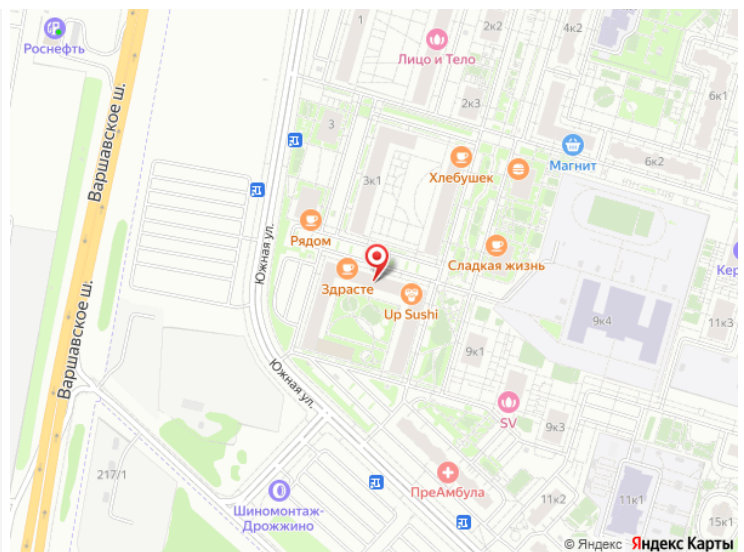 Роснефть
Варшавское ш.
1
2к2
4к2
Лицо и Тело
2к3
6к1
3
3к1
Хлебушек
Магнит
6к2
Южная ул.
Рядом
Сладкая жизнь
Кер
Здрасте
Up Sushi
9к4
11к3
Варшавское ш.
9к1
Южная ул.
SV
9к3
217/1
ПреАмбула
11к2
11к1
Шиномонтаж-
Дрожжино
15к1
© Яндекс Яндекс Карты